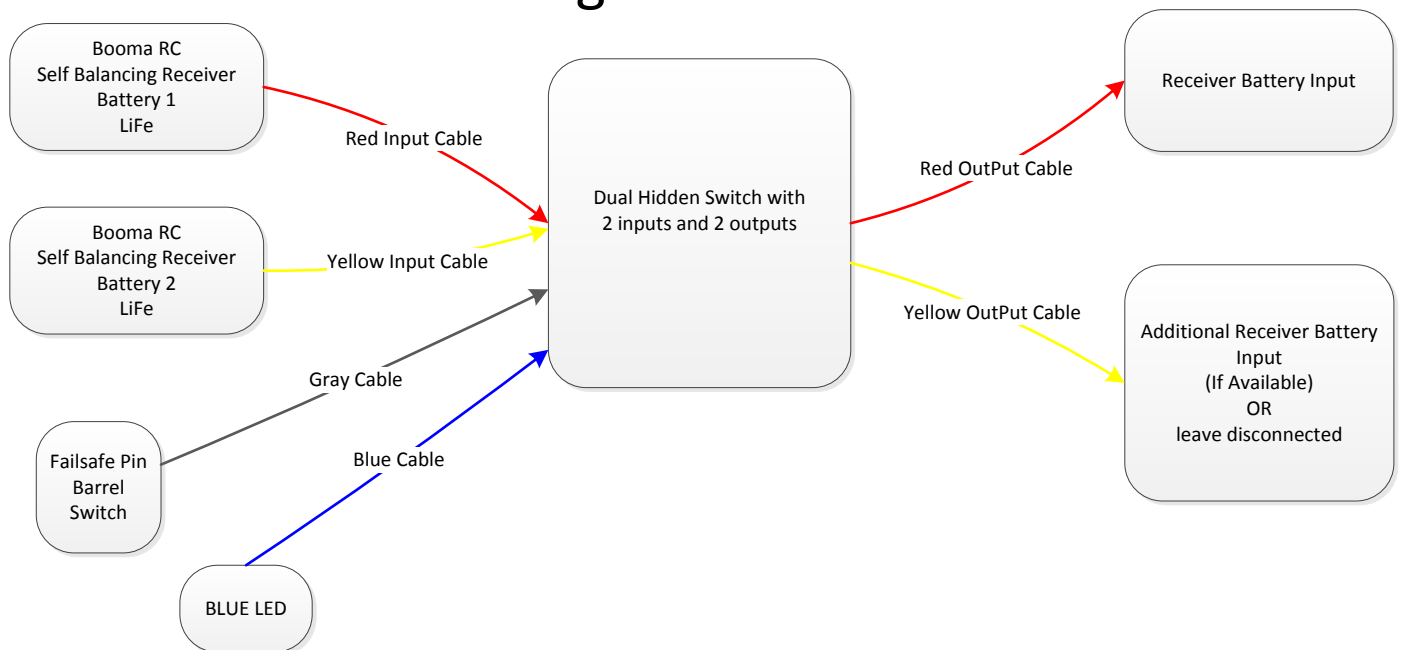 Booma RC
Self Balancing Receiver
Battery 1
LiFe
Red Input Cable
Booma RC
Self Balancing Receiver
Battery 2
LiFe
Yellow Input Cable
Gray Cable
Failsafe Pin
Barrel
Switch
Blue Cable
BLUE LED
Dual Hidden Switch with
2 inputs and 2 outputs
Red OutPut Cable
Receiver Battery Input
Yellow OutPut Cable
Additional Receiver Battery
Input
(If Available)
OR
leave disconnected